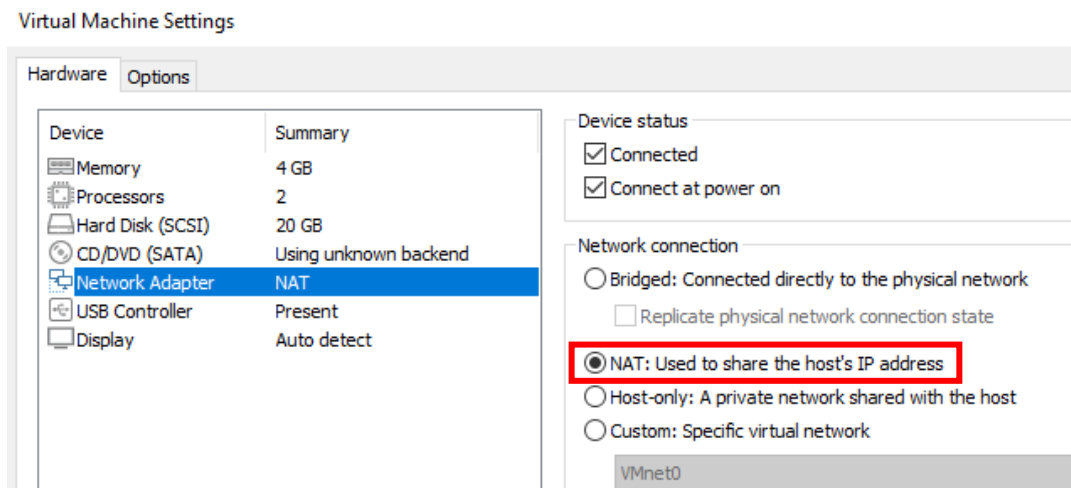 Virtual Machine Settings
Hardware Options
Device Summary
Memory 4 GB
Processors 2
Hard Disk (SCSI) 20 GB
CD/DVD (SATA) Using unknown backend
Network Adapter NAT
USB Controller Present
Display Auto detect
Device status
Connected
Connect at power on
Network connection
Bridged: Connected directly to the physical network
Replicate physical network connection state
NAT: Used to share the host's IP address
Host-only: A private network shared with the host
Custom: Specific virtual network
VMnet0